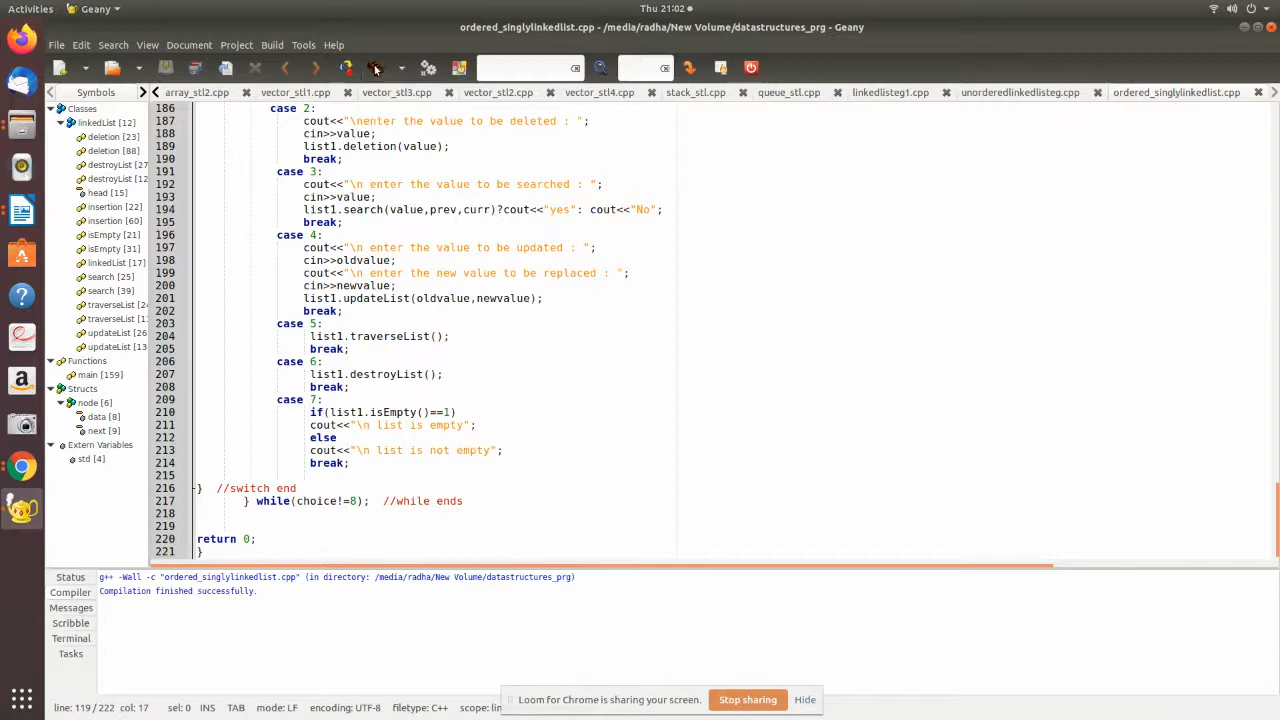 Activities
Geany
Thu 21:02
ordered_singlylinkedlist.cpp - /media/radha/New Volume/datastructures_prg - Geany
File Edit Search View Document Project Build Tools Help
Symbols
array_stl2.cpp vector_stl1.cpp vector_stl3.cpp vector_stl2.cpp vector_stl4.cpp stack_stl.cpp queue_stl.cpp linkedlisteg1.cpp unorderedlinkedlisteg.cpp ordered_singlylinkedlist.cpp
Classes
linkedList [12]
deletion [23]
deletion [88]
destroyList [27
destroyList [12
head [15]
insertion [22]
insertion [60]
isEmpty [21]
isEmpty [31]
linkedList [17]
search [25]
search [39]
traverseList [24
traverseList [11
updateList [26
updateList [13
Functions
main [159]
Structs
node [6]
data [8]
next [9]
Extern Variables
std [4]
186 case 2:
187 cout<<"\nenter the value to be deleted : ";
188 cin>>value;
189 list1.deletion(value);
190 break;
191 case 3:
192 cout<<"\n enter the value to be searched : ";
193 cin>>value;
194 list1.search(value,prev,curr)?cout<<"yes": cout<<"No";
195 break;
196 case 4:
197 cout<<"\n enter the value to be updated : ";
198 cin>>oldvalue;
199 cout<<"\n enter the new value to be replaced : ";
200 cin>>newvalue;
201 list1.updateList(oldvalue,newvalue);
202 break;
203 case 5:
204 list1.traverseList();
205 break;
206 case 6:
207 list1.destroyList();
208 break;
209 case 7:
210 if(list1.isEmpty()==1)
211 cout<<"\n list is empty";
212 else
213 cout<<"\n list is not empty";
214 break;
215
216 } //switch end
217 } while(choice!=8); //while ends
218
219
220 return 0;
221 }
Status
Compiler
Messages
Scribble
Terminal
Tasks
g++ -Wall -c "ordered_singlylinkedlist.cpp" (in directory: /media/radha/New Volume/datastructures_prg)
Compilation finished successfully.
Loom for Chrome is sharing your screen. Stop sharing Hide
line: 119 / 222 col: 17 sel: 0 INS TAB mode: LF encoding: UTF-8 filetype: C++ scope: lin